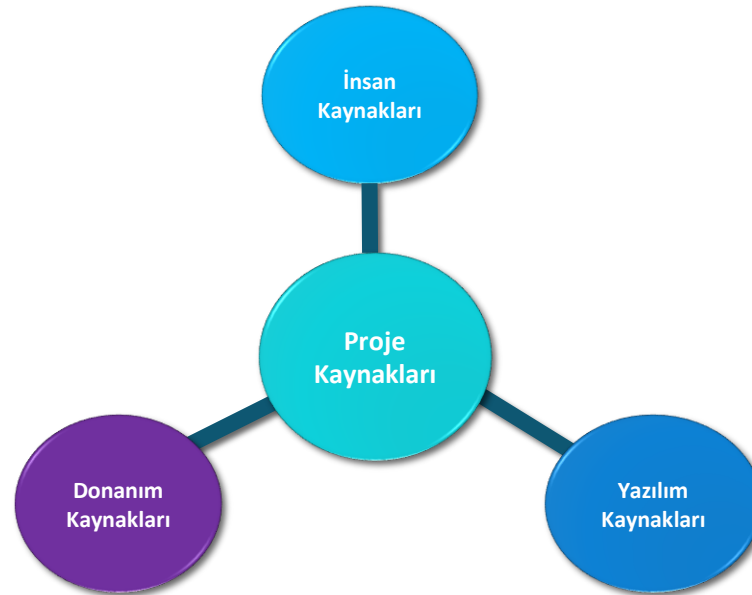 İnsan
Kaynakları
Proje
Kaynakları
Donanım
Kaynakları
Yazılım
Kaynakları